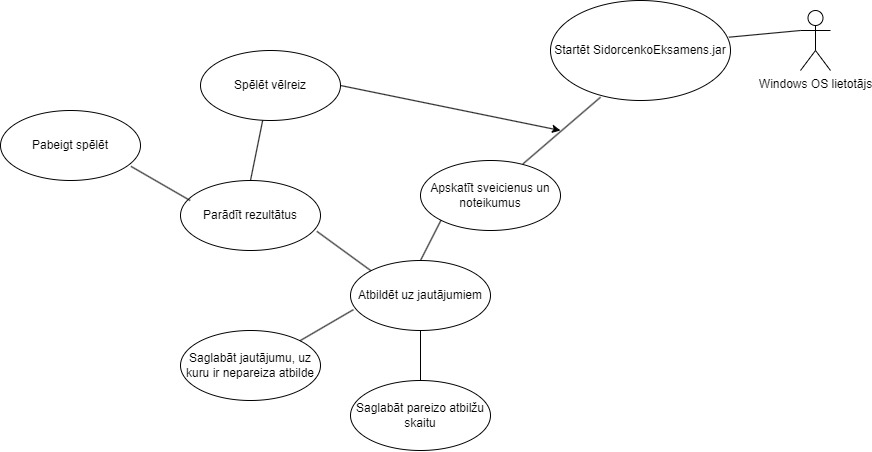 Startēt SidorcenkoEksamens.jar
Windows OS lietotājs
Spēlēt vēlreiz
Pabeigt spēlēt
Apskatīt sveicienus un
noteikumus
Parādīt rezultātus
Atbildēt uz jautājumiem
Saglabāt jautājumu, uz
kuru ir nepareiza atbilde
Saglabāt pareizo atbilžu
skaitu